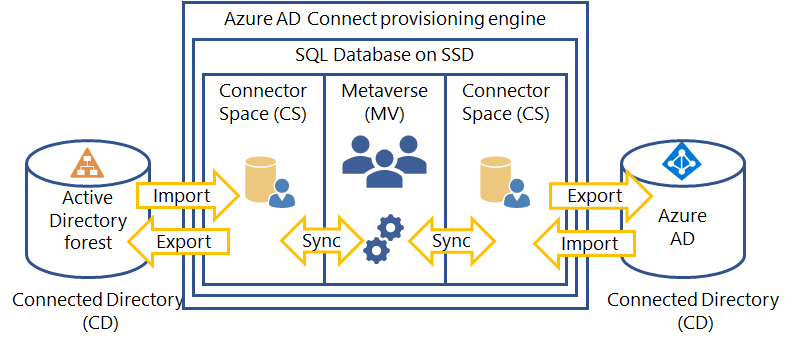 Azure AD Connect provisioning engine
SQL Database on SSD
Connector
Space (CS)
Metaverse
(MV)
Connector
Space (CS)
Active
Directory
forest
Import
Export
Sync
Sync
Export
Import
Azure
AD
Connected Directory
(CD)
Connected Directory
(CD)